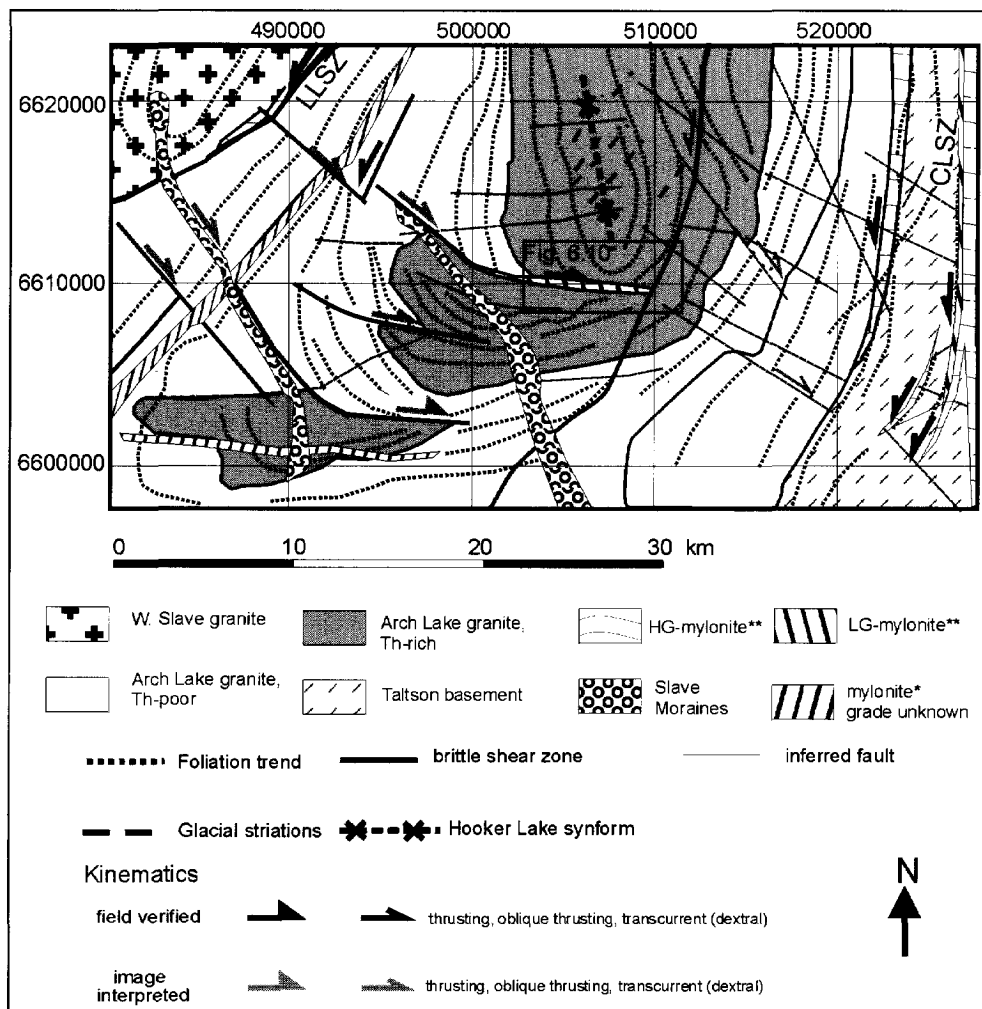 490000 500000 510000 520000
6620000
LLSZ
CLSZ
Fig. 6.10
6610000
6600000
0 10 20 30 km
W. Slave granite
Arch Lake granite,
Th-rich
HG-mylonite**
LG-mylonite**
Arch Lake granite,
Th-poor
Taltson basement
Slave
Moraines
mylonite*
grade unknown
Foliation trend
brittle shear zone
inferred fault
Glacial striations
Hooker Lake synform
Kinematics
N
field verified
thrusting, oblique thrusting, transcurrent (dextral)
image
interpreted
thrusting, oblique thrusting, transcurrent (dextral)